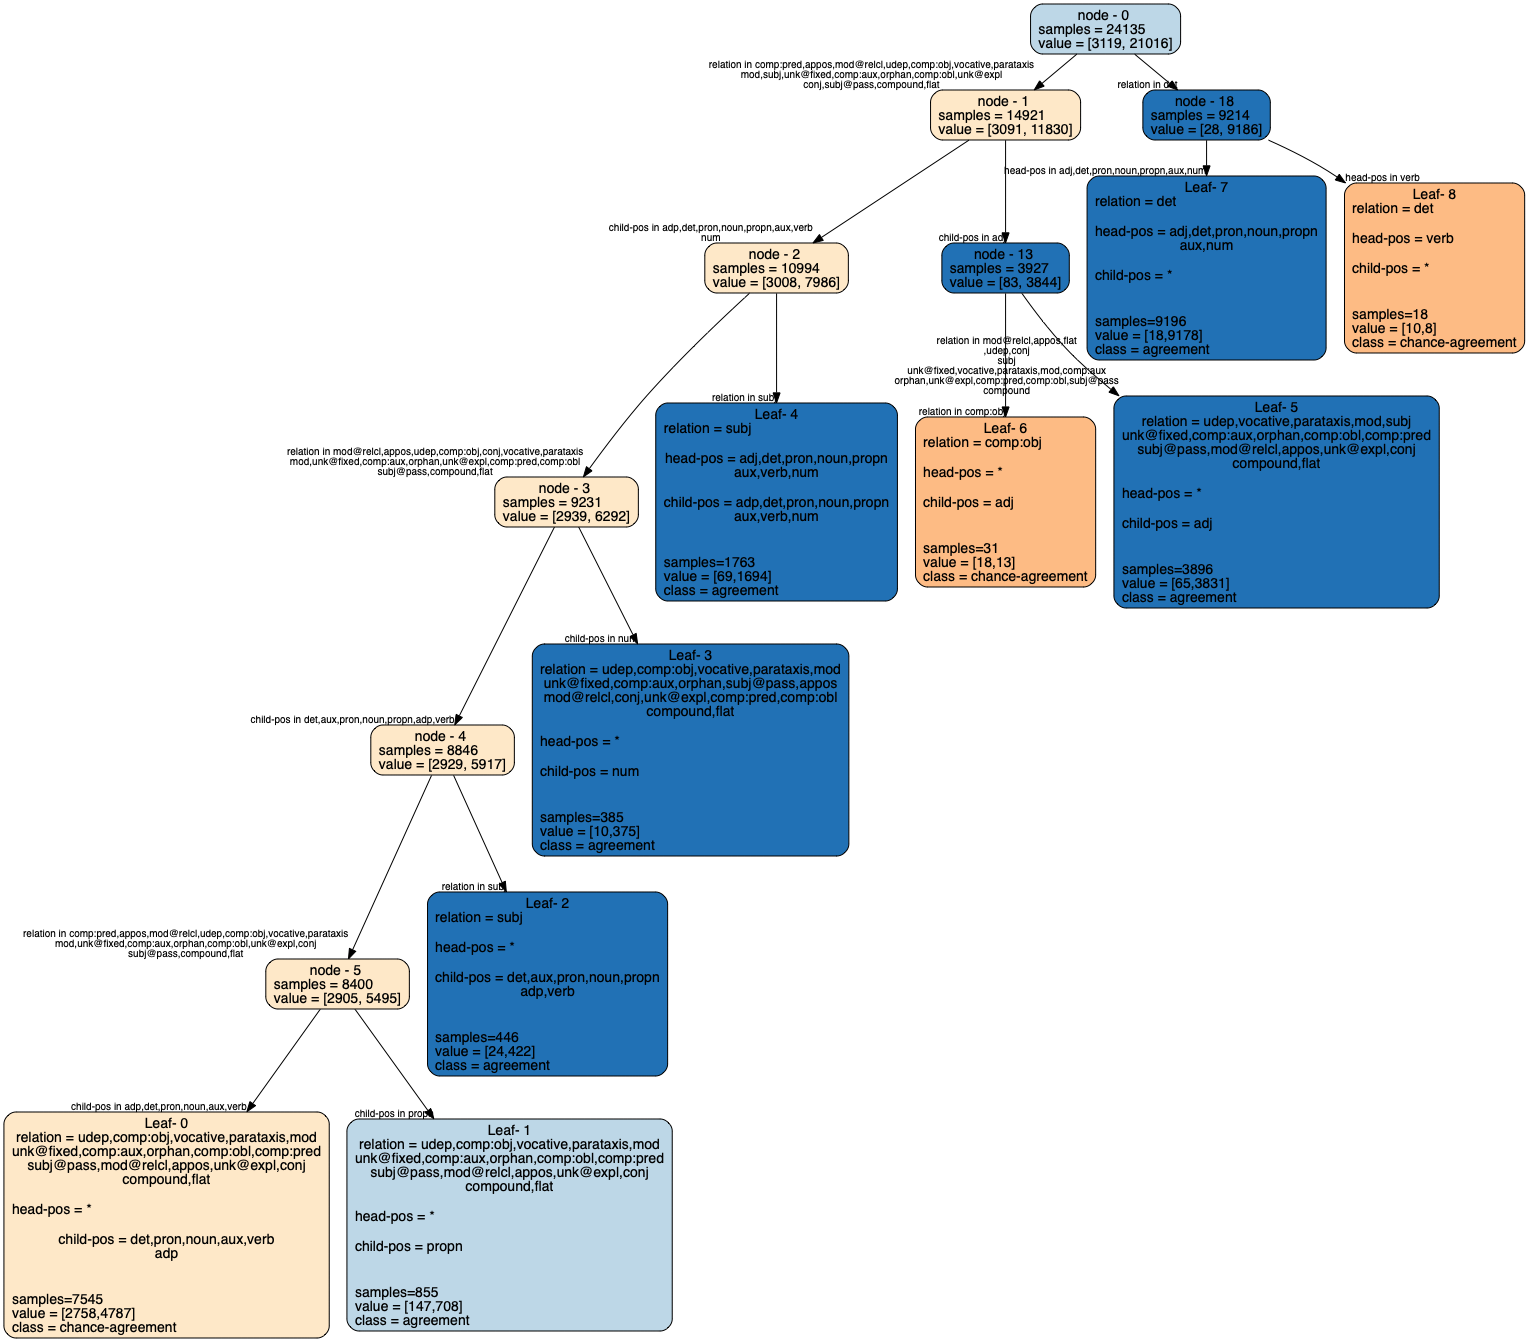 node - 0
samples = 24135
value = [3119, 21016]
relation in comp:pred,appos,mod@relcl,udep,comp:obj,vocative,parataxis
mod,subj,unk@fixed,comp:aux,orphan,comp:obl,unk@expl
conj,subj@pass,compound,flat
relation in det
node - 1
samples = 14921
value = [3091, 11830]
node - 18
samples = 9214
value = [28, 9186]
head-pos in adj,det,pron,noun,propn,aux,num
head-pos in verb
Leaf- 7
relation = det
head-pos = adj,det,pron,noun,propn
aux,num
child-pos = *
samples=9196
value = [18,9178]
class = agreement
Leaf- 8
relation = det
head-pos = verb
child-pos = *
samples=18
value = [10,8]
class = chance-agreement
child-pos in adp,det,pron,noun,propn,aux,verb
num
child-pos in adj
node - 2
samples = 10994
value = [3008, 7986]
node - 13
samples = 3927
value = [83, 3844]
relation in mod@relcl,appos,flat
,udep,conj
subj
unk@fixed,vocative,parataxis,mod,comp:aux
orphan,unk@expl,comp:pred,comp:obl,subj@pass
compound
relation in subj
relation in comp:obj
Leaf- 4
relation = subj
head-pos = adj,det,pron,noun,propn
aux,verb,num
child-pos = adp,det,pron,noun,propn
aux,verb,num
samples=1763
value = [69,1694]
class = agreement
Leaf- 6
relation = comp:obj
head-pos = *
child-pos = adj
samples=31
value = [18,13]
class = chance-agreement
Leaf- 5
relation = udep,vocative,parataxis,mod,subj
unk@fixed,comp:aux,orphan,comp:obl,comp:pred
subj@pass,mod@relcl,appos,unk@expl,conj
compound,flat
head-pos = *
child-pos = adj
samples=3896
value = [65,3831]
class = agreement
relation in mod@relcl,appos,udep,comp:obj,conj,vocative,parataxis
mod,unk@fixed,comp:aux,orphan,unk@expl,comp:pred,comp:obl
subj@pass,compound,flat
node - 3
samples = 9231
value = [2939, 6292]
child-pos in num
Leaf- 3
relation = udep,comp:obj,vocative,parataxis,mod
unk@fixed,comp:aux,orphan,subj@pass,appos
mod@relcl,conj,unk@expl,comp:pred,comp:obl
compound,flat
head-pos = *
child-pos = num
samples=385
value = [10,375]
class = agreement
child-pos in det,aux,pron,noun,propn,adp,verb
node - 4
samples = 8846
value = [2929, 5917]
relation in subj
Leaf- 2
relation = subj
head-pos = *
child-pos = det,aux,pron,noun,propn
adp,verb
samples=446
value = [24,422]
class = agreement
relation in comp:pred,appos,mod@relcl,udep,comp:obj,vocative,parataxis
mod,unk@fixed,comp:aux,orphan,comp:obl,unk@expl,conj
subj@pass,compound,flat
node - 5
samples = 8400
value = [2905, 5495]
child-pos in adp,det,pron,noun,aux,verb
child-pos in propn
Leaf- 0
relation = udep,comp:obj,vocative,parataxis,mod
unk@fixed,comp:aux,orphan,comp:obl,comp:pred
subj@pass,mod@relcl,appos,unk@expl,conj
compound,flat
head-pos = *
child-pos = det,pron,noun,aux,verb
adp
samples=7545
value = [2758,4787]
class = chance-agreement
Leaf- 1
relation = udep,comp:obj,vocative,parataxis,mod
unk@fixed,comp:aux,orphan,comp:obl,comp:pred
subj@pass,mod@relcl,appos,unk@expl,conj
compound,flat
head-pos = *
child-pos = propn
samples=855
value = [147,708]
class = agreement